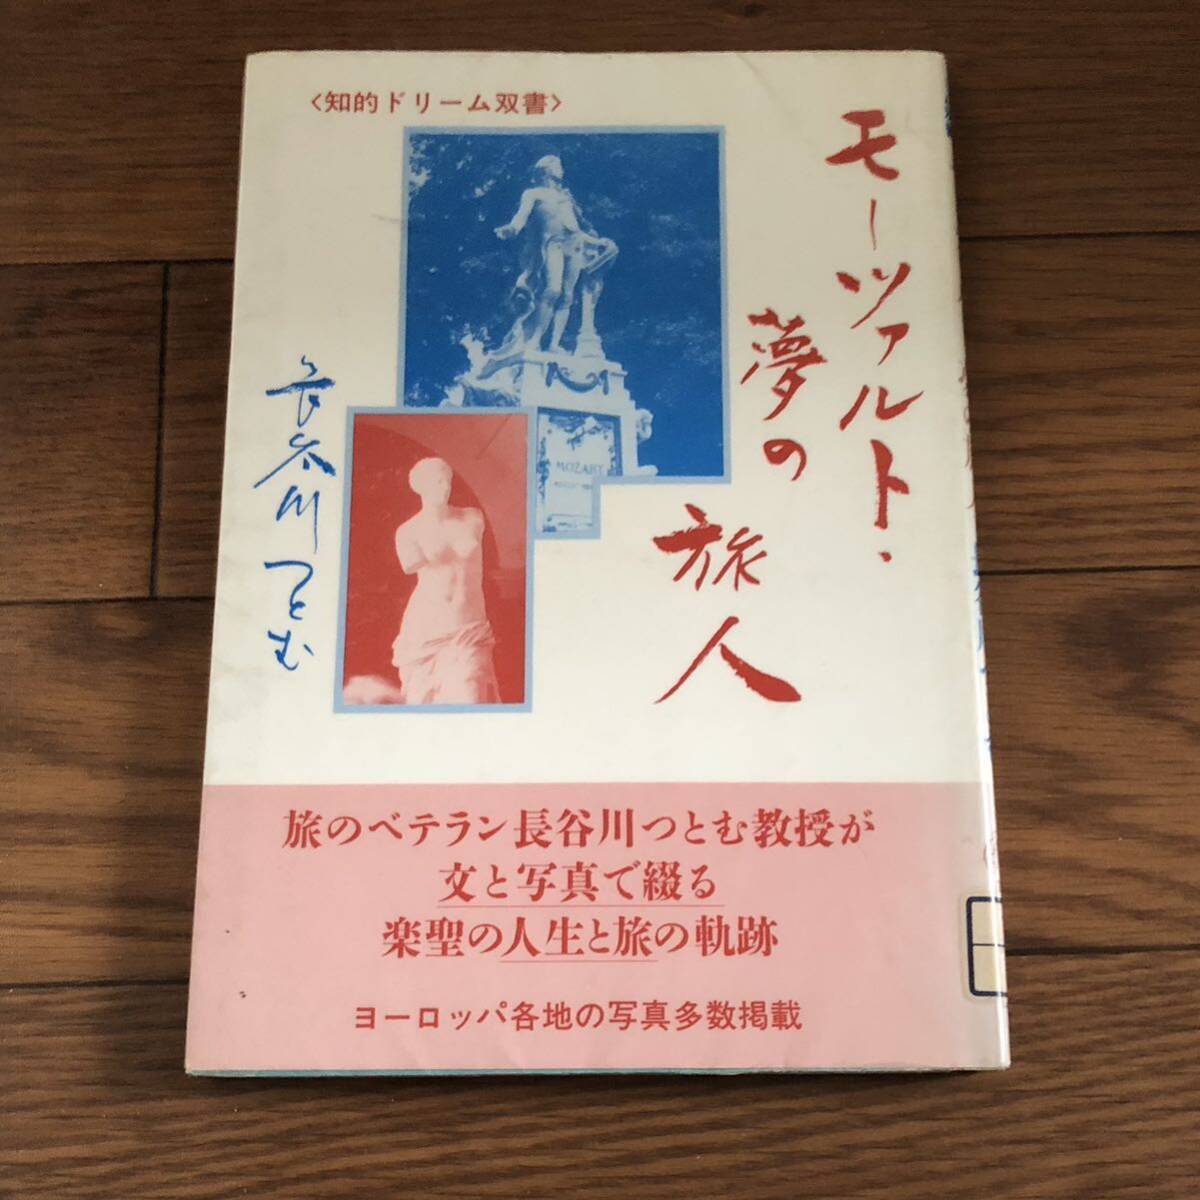 〈知的ドリーム双書〉
モーツァルト・
夢の
旅人
長谷川つとむ
MOZART
旅のベテラン長谷川つとむ教授が
文と写真で綴る
楽聖の人生と旅の軌跡
ヨーロッパ各地の写真多数掲載